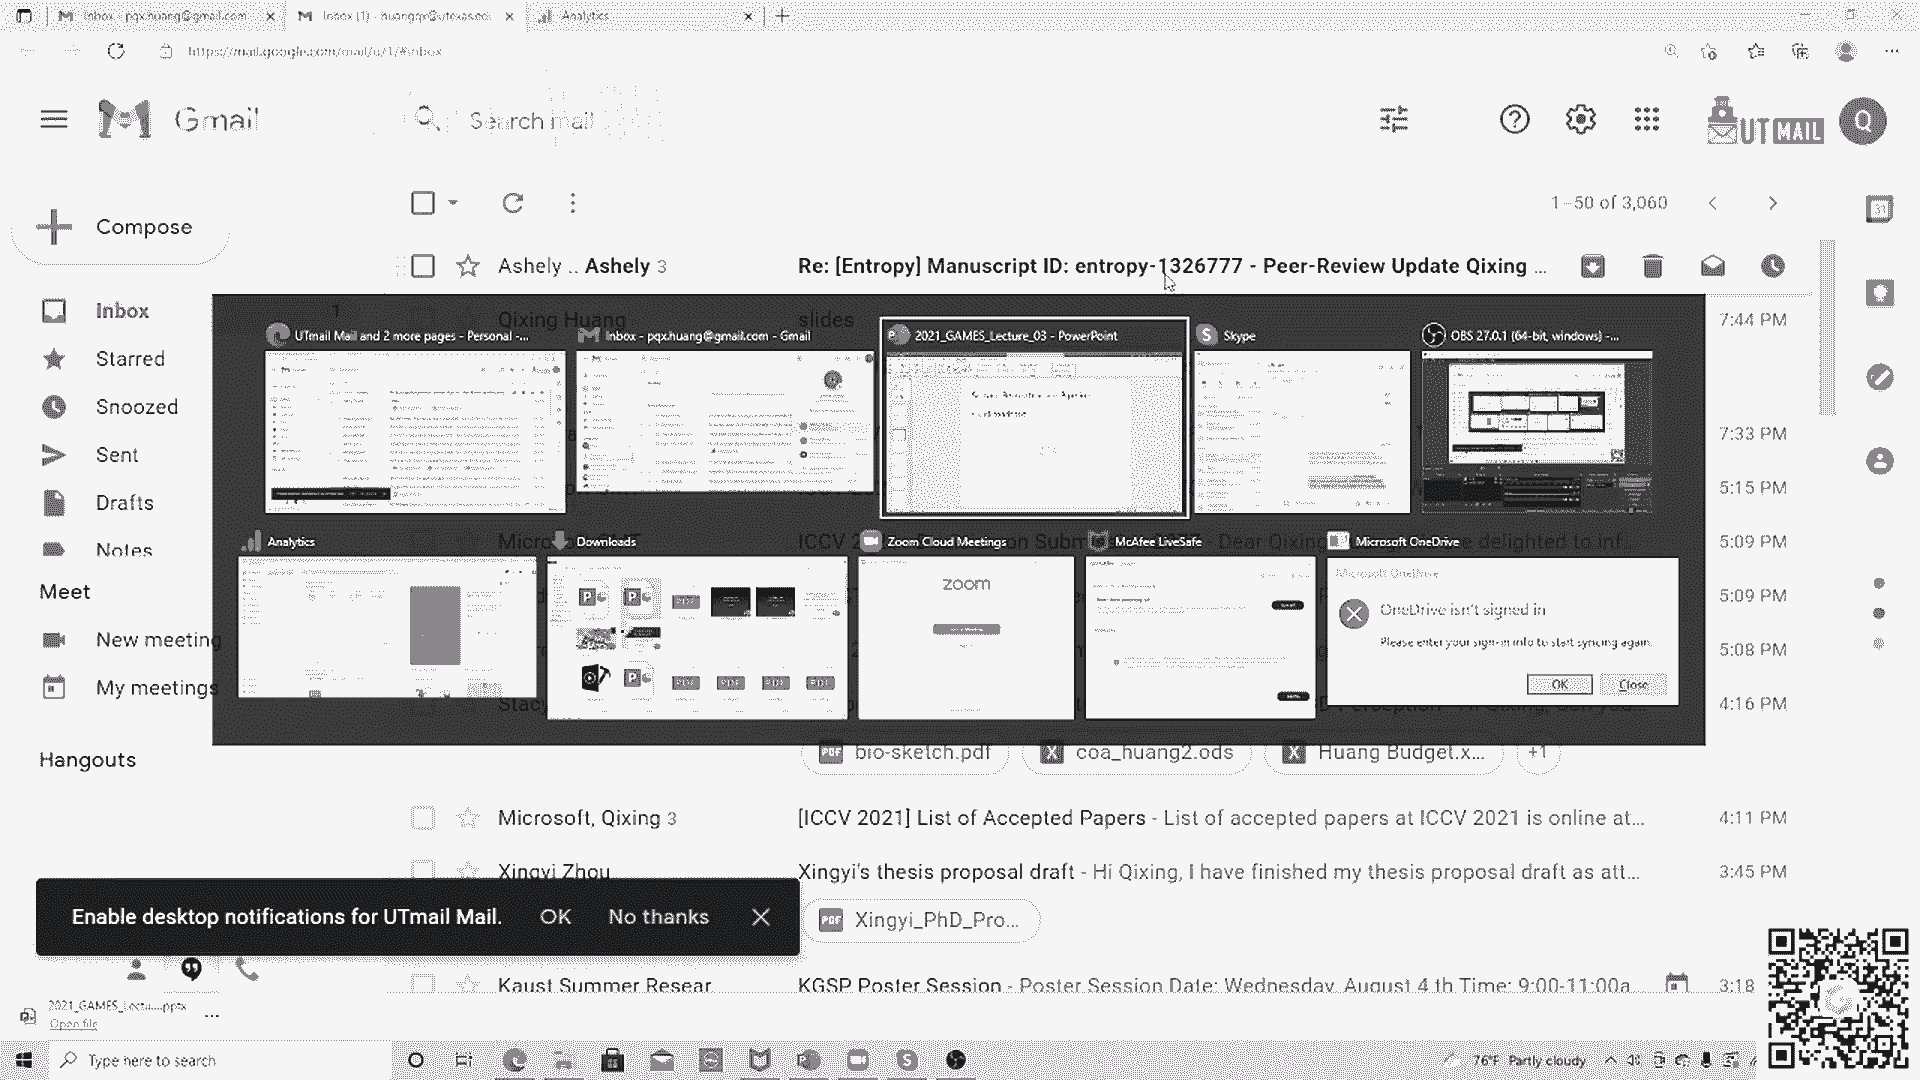 Inbox - pqx.huang@gmail.com
Inbox (1) - huangqx@utexas.edu
Analytics
https://mail.google.com/mail/u/1/#inbox
Gmail
Search mail
UT MAIL
Q
Compose
1–50 of 3,060
31
Ashely .. Ashely 3
Re: [Entropy] Manuscript ID: entropy-1326777 - Peer-Review Update Qixing ...
Inbox
1
Qixing Huang
slides
7:44 PM
UTmail Mail and 2 more pages - Personal -...
Inbox - pqx.huang@gmail.com - Gmail
2021_GAMES_Lecture_03 - PowerPoint
Skype
OBS 27.0.1 (64-bit, windows) -...
Starred
Snoozed
7:33 PM
Sent
5:15 PM
Drafts
Notes
Analytics
Downloads
Zoom Cloud Meetings
McAfee LiveSafe
Microsoft OneDrive
5:09 PM
Microsoft OneDrive
zoom
OneDrive isn't signed in
Please enter your sign-in info to start syncing again.
OK
Close
Meet
5:09 PM
New meeting
5:08 PM
My meetings
4:16 PM
Hangouts
bio-sketch.pdf
coa_huang2.ods
Huang Budget.x...
+1
Microsoft, Qixing 3
[ICCV 2021] List of Accepted Papers - List of accepted papers at ICCV 2021 is online at...
4:11 PM
Xingyi Zhou
Xingyi's thesis proposal draft - Hi Qixing, I have finished my thesis proposal draft as att...
3:45 PM
Enable desktop notifications for UTmail Mail.
OK
No thanks
PDF
Xingyi_PhD_Pro...
Kaust Summer Resear.
KGSP Poster Session - Poster Session Date: Wednesday, August 4 th Time: 9:00-11:00a
3:18
2021_GAMES_Lectu....pptx
Open file
Type here to search
76°F Partly cloudy